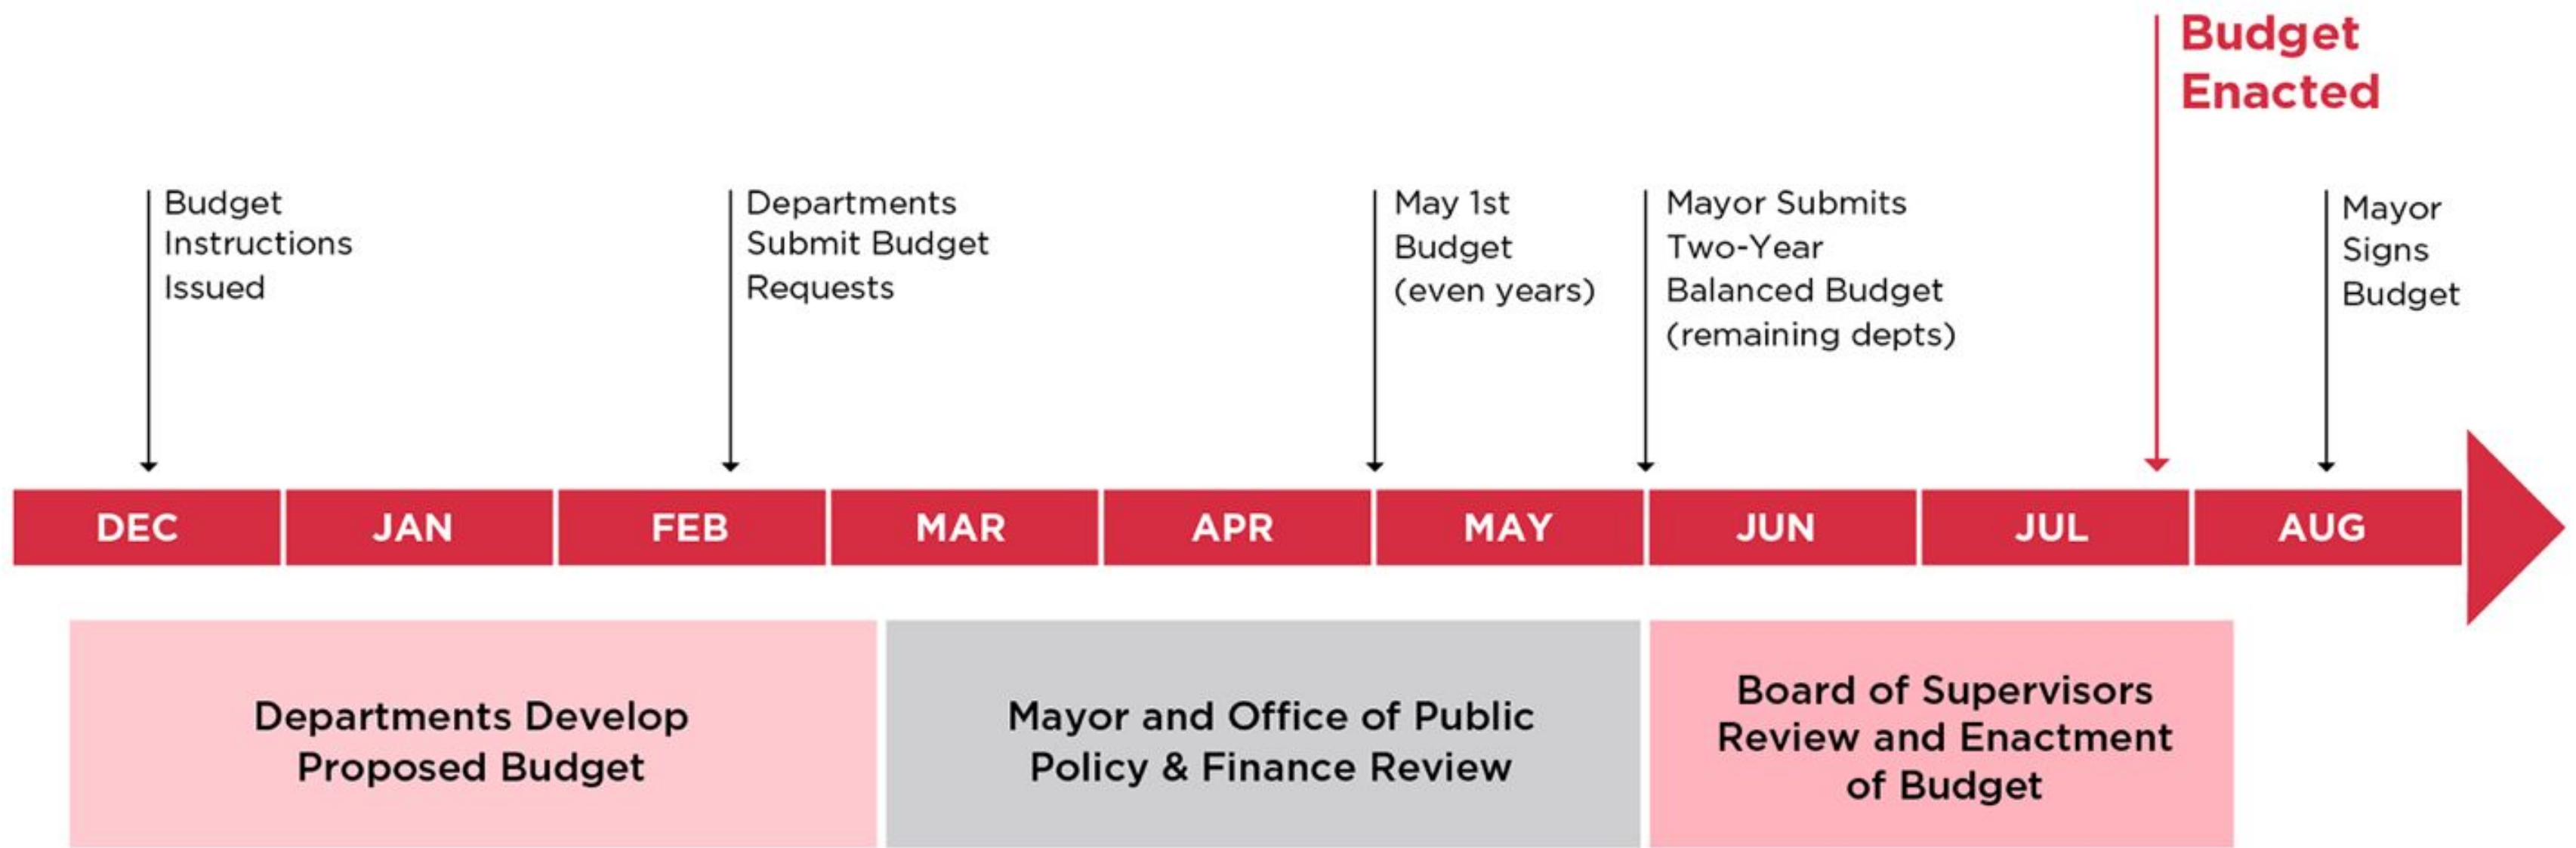 Budget
Enacted
Budget
Instructions
Issued
Departments
Submit Budget
Requests
May 1st
Budget
(even years)
Mayor Submits
Two-Year
Balanced Budget
(remaining depts)
Mayor
Signs
Budget
DEC
JAN
FEB
MAR
APR
MAY
JUN
JUL
AUG
Departments Develop
Proposed Budget
Mayor and Office of Public
Policy & Finance Review
Board of Supervisors
Review and Enactment
of Budget